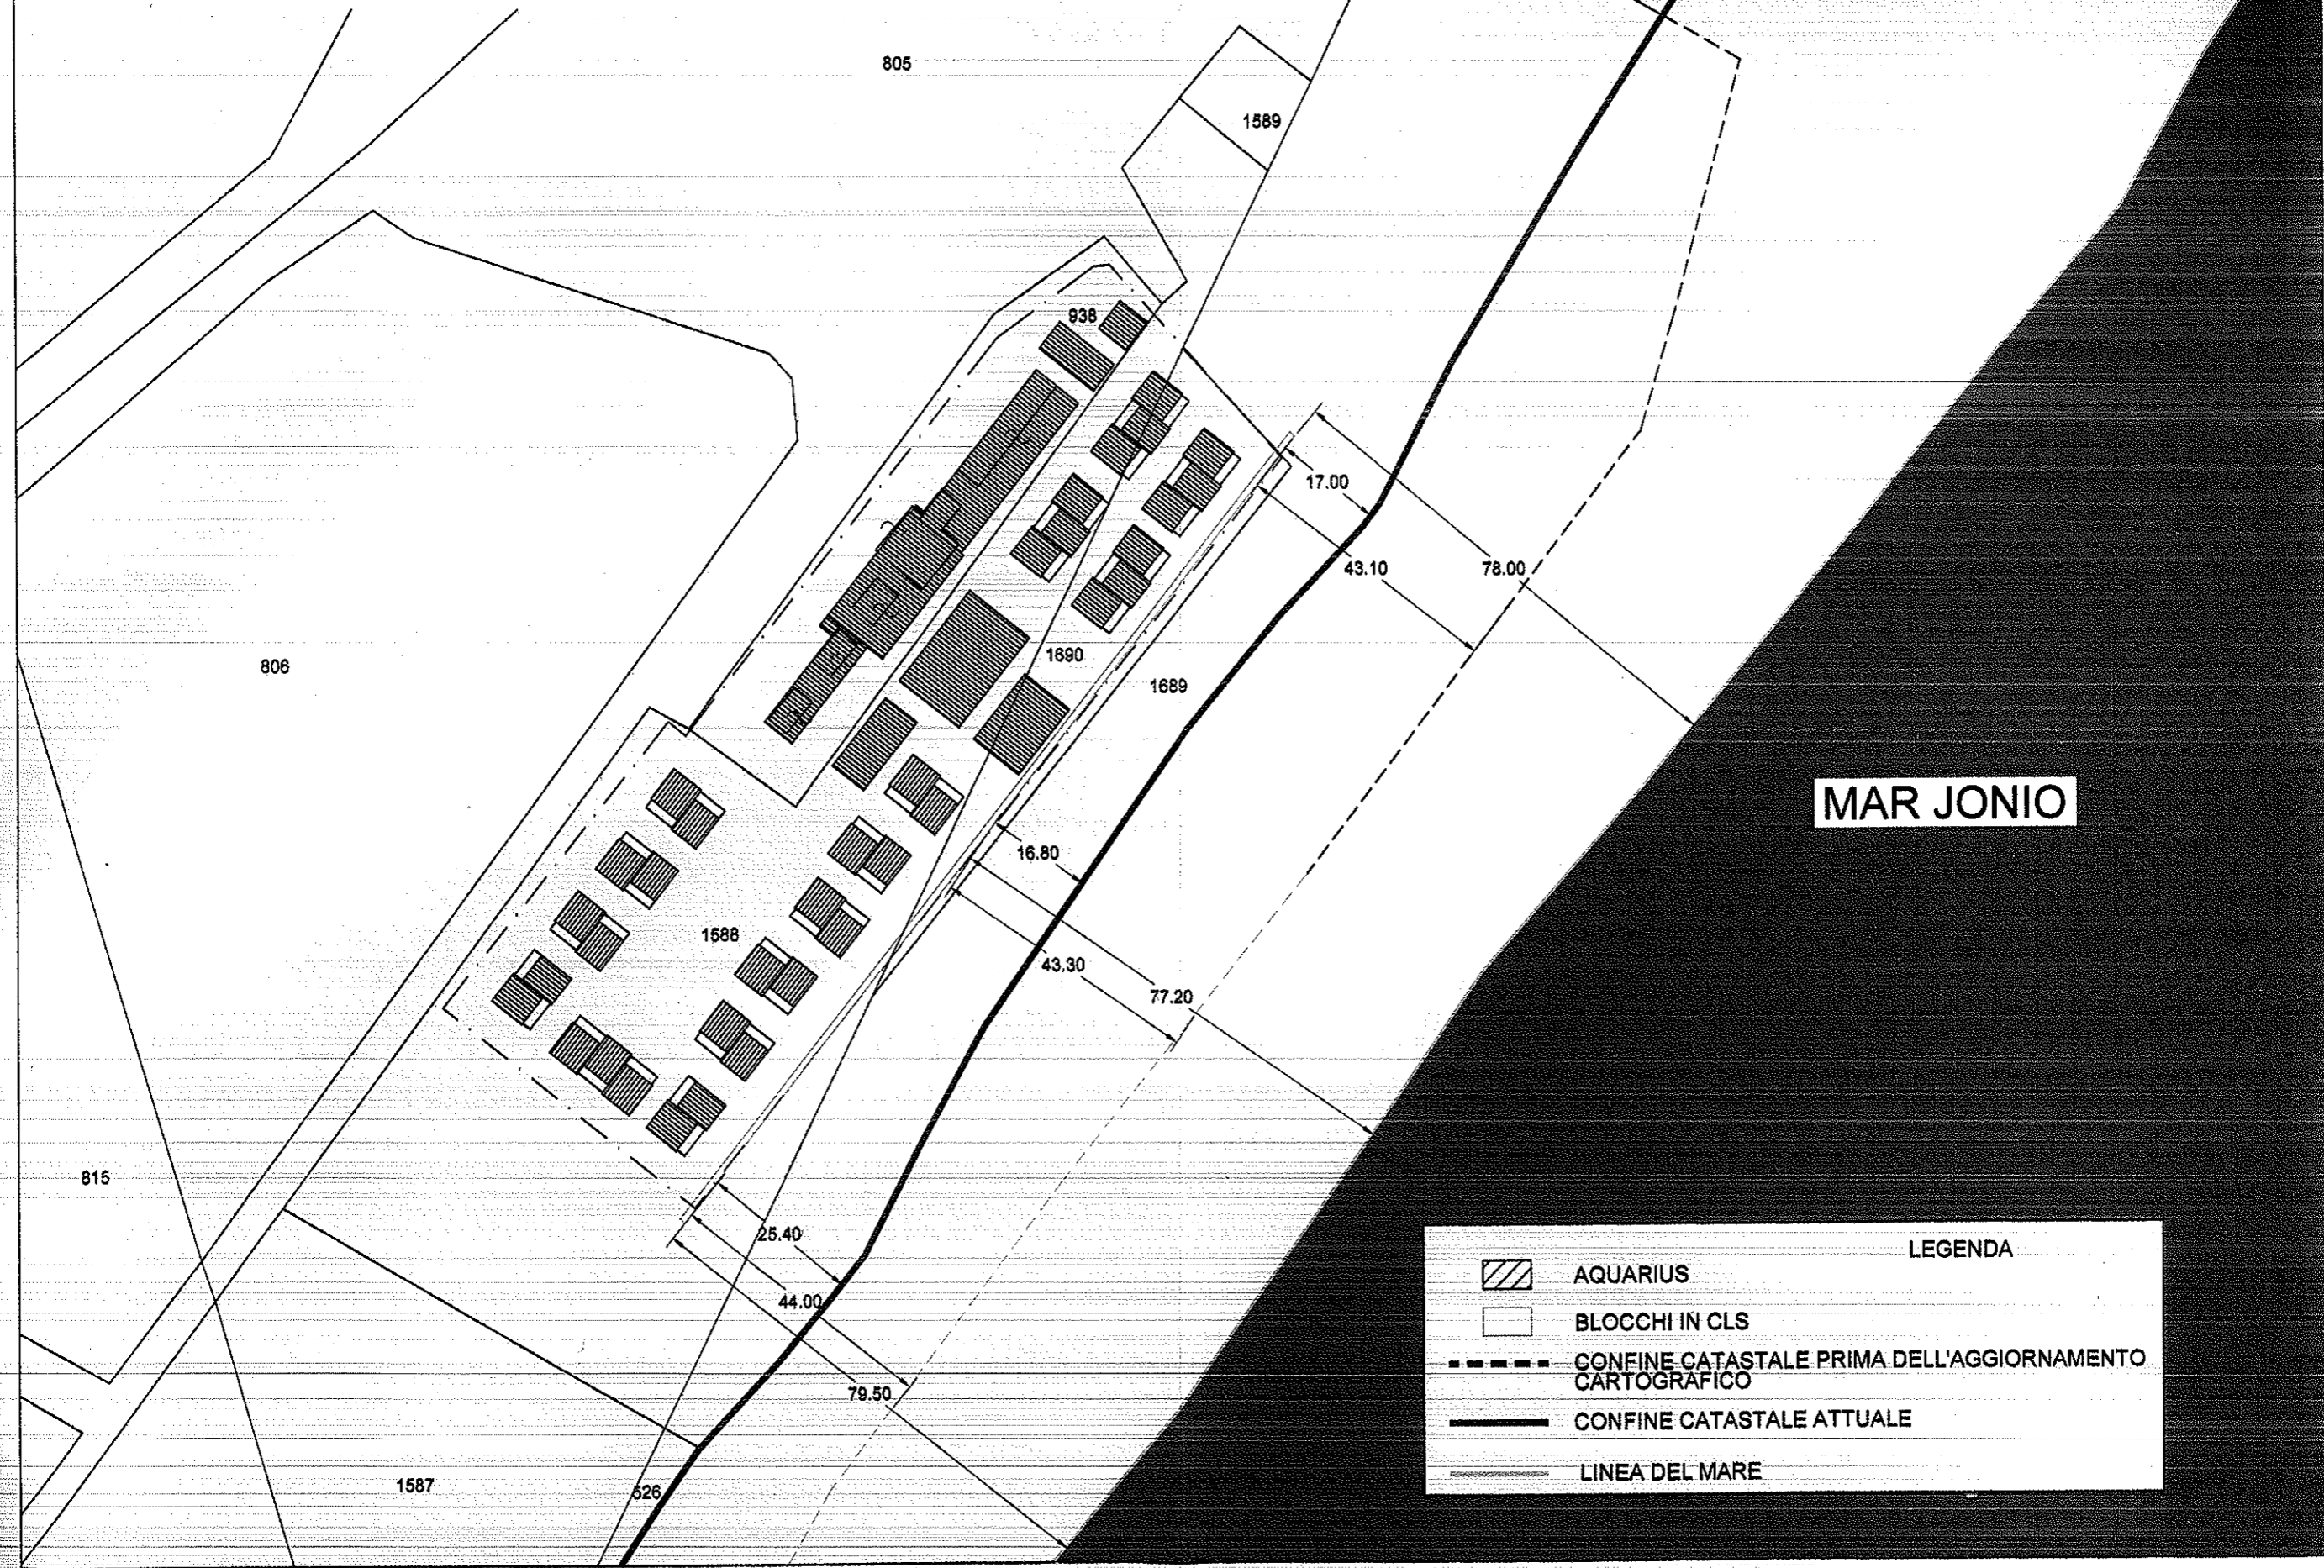 805
1589
938
17.00
43.10
78.00
1690
806
1689
MAR JONIO
16.80
1588
43.30
77.20
815
25.40
44.00
79.50
1587
526
LEGENDA
AQUARIUS
BLOCCHI IN CLS
CONFINE CATASTALE PRIMA DELL'AGGIORNAMENTO
CARTOGRAFICO
CONFINE CATASTALE ATTUALE
LINEA DEL MARE